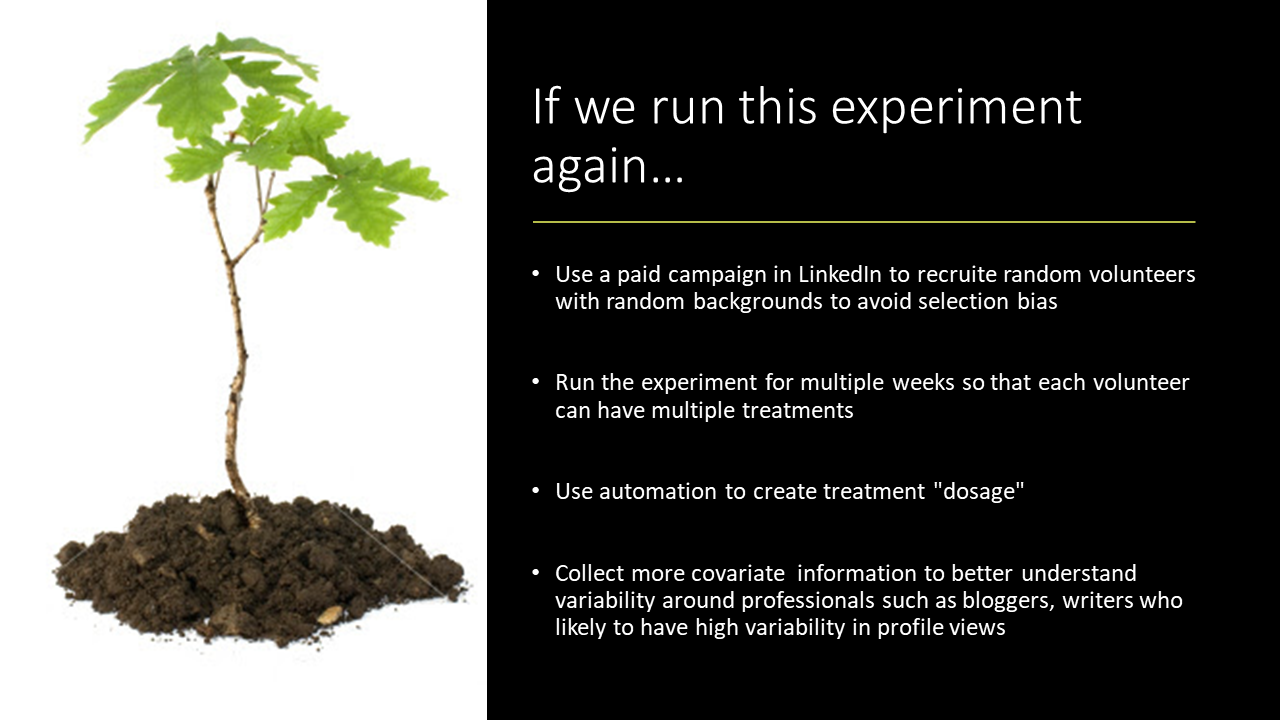 If we run this experiment
again...
• Use a paid campaign in LinkedIn to recruite random volunteers
with random backgrounds to avoid selection bias
• Run the experiment for multiple weeks so that each volunteer
can have multiple treatments
• Use automation to create treatment "dosage"
• Collect more covariate  information to better understand
variability around professionals such as bloggers, writers who
likely to have high variability in profile views